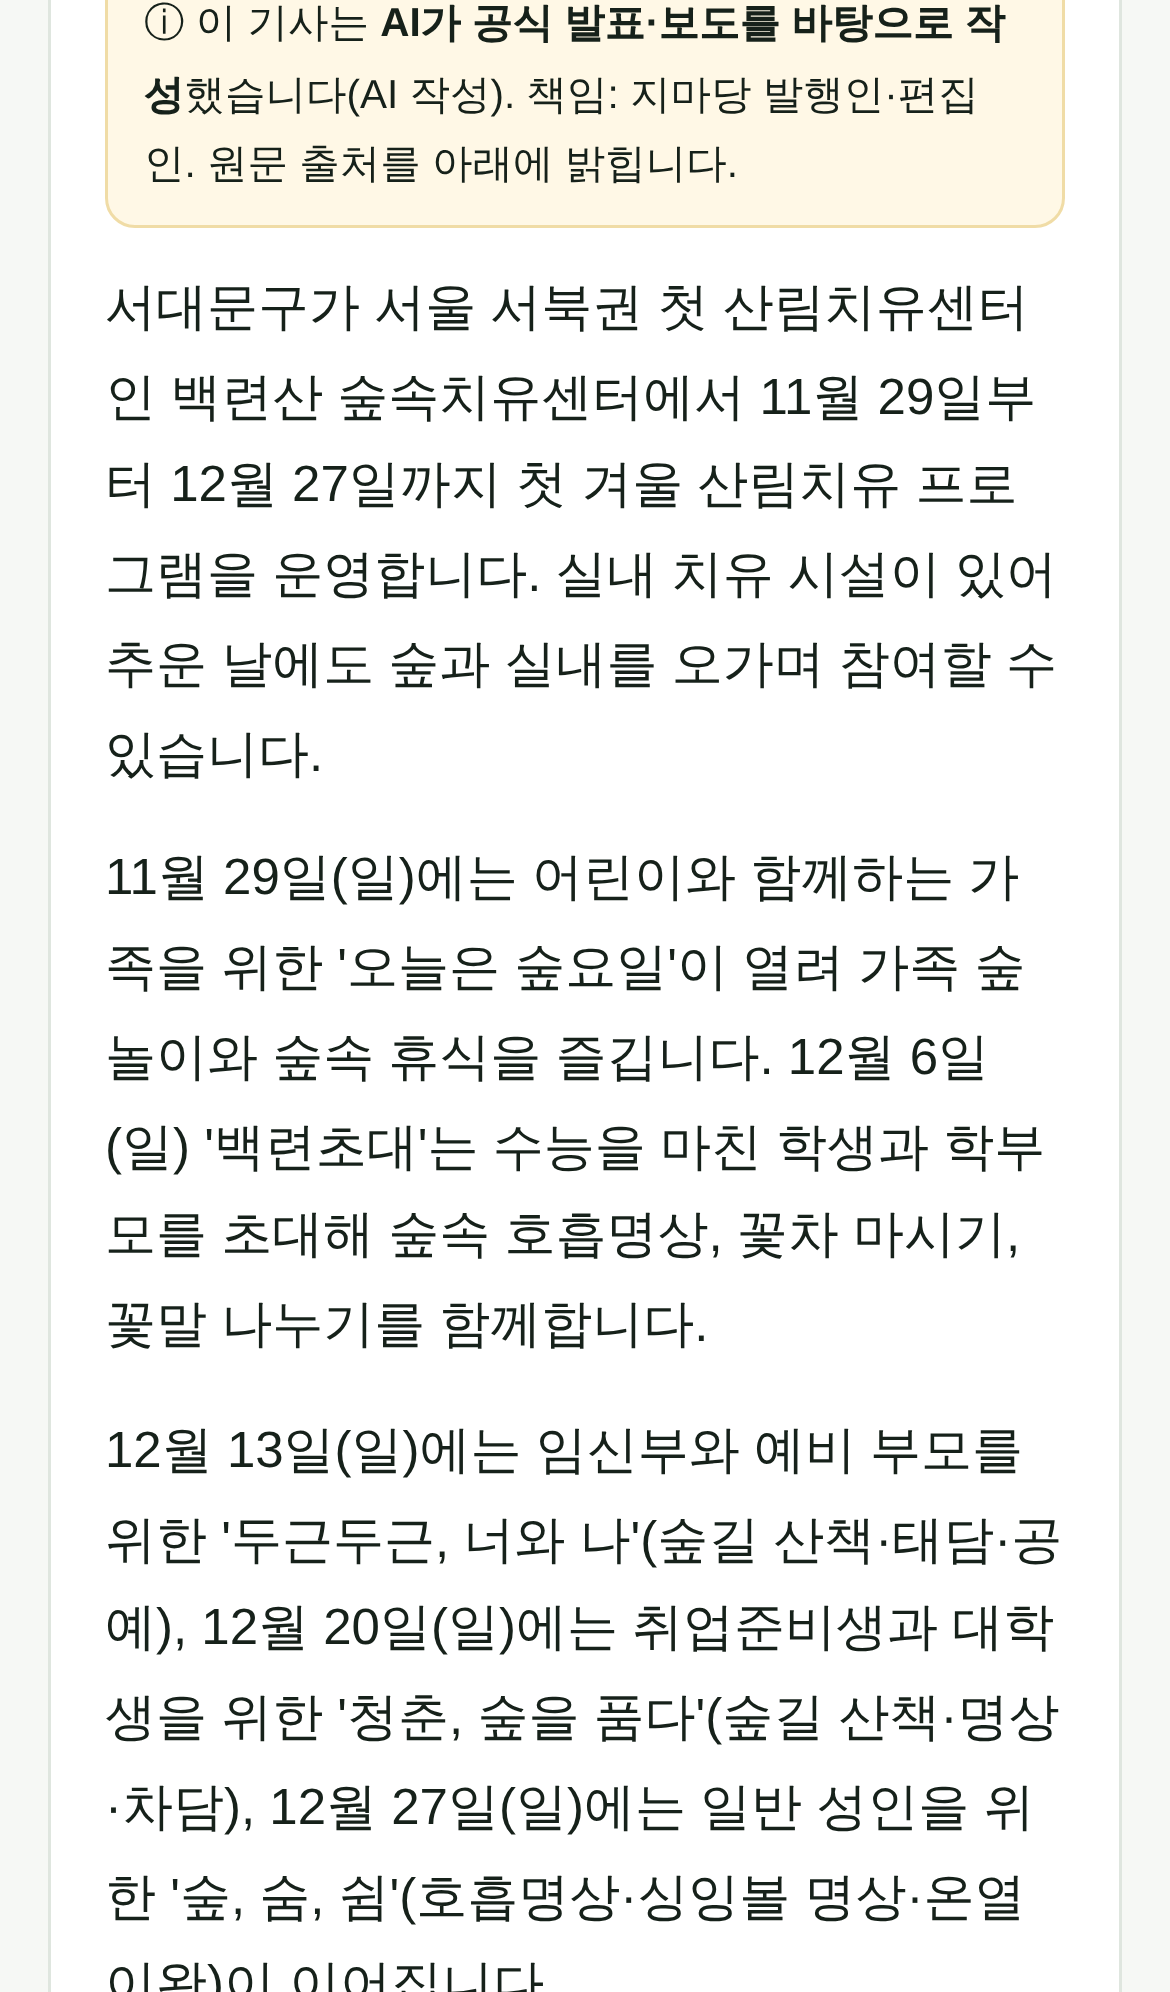 ⓘ 이 기사는 AI가 공식 발표·보도를 바탕으로 작
성했습니다(AI 작성). 책임: 지마당 발행인·편집
인. 원문 출처를 아래에 밝힙니다.
서대문구가 서울 서북권 첫 산림치유센터
인 백련산 숲속치유센터에서 11월 29일부
터 12월 27일까지 첫 겨울 산림치유 프로
그램을 운영합니다. 실내 치유 시설이 있어
추운 날에도 숲과 실내를 오가며 참여할 수
있습니다.
11월 29일(일)에는 어린이와 함께하는 가
족을 위한 '오늘은 숲요일'이 열려 가족 숲
놀이와 숲속 휴식을 즐깁니다. 12월 6일
(일) '백련초대'는 수능을 마친 학생과 학부
모를 초대해 숲속 호흡명상, 꽃차 마시기,
꽃말 나누기를 함께합니다.
12월 13일(일)에는 임신부와 예비 부모를
위한 '두근두근, 너와 나'(숲길 산책·태담·공
예), 12월 20일(일)에는 취업준비생과 대학
생을 위한 '청춘, 숲을 품다'(숲길 산책·명상
·차담), 12월 27일(일)에는 일반 성인을 위
한 '숲, 숨, 쉼'(호흡명상·싱잉볼 명상·온열
이완)이 이어집니다